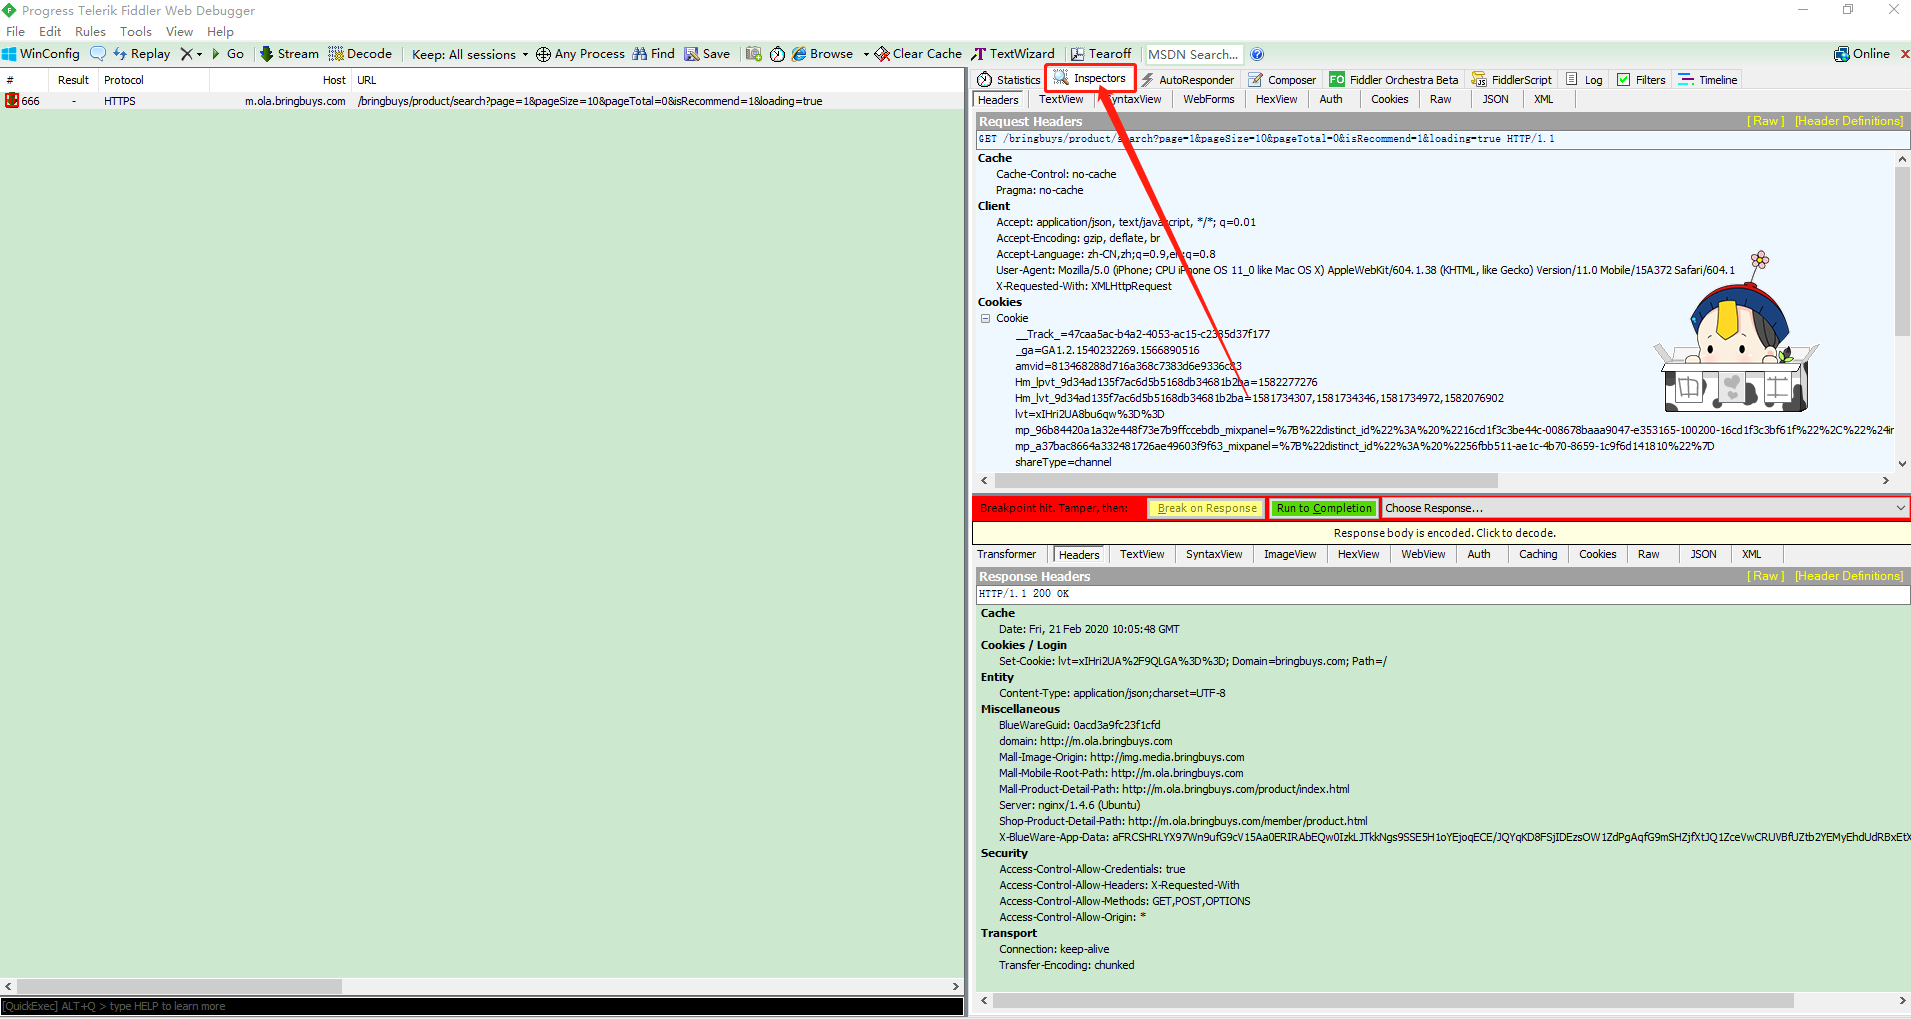 Progress Telerik Fiddler Web Debugger
File Edit Rules Tools View Help
WinConfig Replay Go Stream Decode Keep: All sessions Any Process Find Save Browse Clear Cache TextWizard Tearoff MSDN Search... Online
# Result Protocol Host URL
666 - HTTPS m.ola.bringbuys.com /bringbuys/product/search?page=1&pageSize=10&pageTotal=0&isRecommend=1&loading=true
Statistics Inspectors AutoResponder Composer FO Fiddler Orchestra Beta FiddlerScript Log Filters Timeline
Headers TextView SyntaxView WebForms HexView Auth Cookies Raw JSON XML
Request Headers [ Raw ] [Header Definitions]
GET /bringbuys/product/search?page=1&pageSize=10&pageTotal=0&isRecommend=1&loading=true HTTP/1.1
Cache
Cache-Control: no-cache
Pragma: no-cache
Client
Accept: application/json, text/javascript, */*; q=0.01
Accept-Encoding: gzip, deflate, br
Accept-Language: zh-CN,zh;q=0.9,en;q=0.8
User-Agent: Mozilla/5.0 (iPhone; CPU iPhone OS 11_0 like Mac OS X) AppleWebKit/604.1.38 (KHTML, like Gecko) Version/11.0 Mobile/15A372 Safari/604.1
X-Requested-With: XMLHttpRequest
Cookies
Cookie
__Track_=47caa5ac-b4a2-4053-ac15-c2385d37f177
_ga=GA1.2.1540232269.1566890516
Hm_lpvt_9d34ad135f7ac6d5b5168db34681b2ba=1582277276
Hm_lvt_9d34ad135f7ac6d5b5168db34681b2ba=1581734307,1581734346,1581734972,1582076902
lvt=xIHri2UA8bu6qw%3D%3D
mp_96b84420a1a32e448f73e7b9ffccebdb_mixpanel=%7B%22distinct_id%22%3A%20%2216cd1f3c3be44c-008678baaa9047-e353165-100200-16cd1f3c3bf61f%22%2C%22%24in
mp_a37bac8664a332481726ae49603f9f63_mixpanel=%7B%22distinct_id%22%3A%20%2256fbb511-ae1c-4b70-8659-1c9f6d141810%22%7D
shareType=channel
Breakpoint hit. Tamper, then: Break on Response Run to Completion Choose Response...
Response body is encoded. Click to decode.
Transformer Headers TextView SyntaxView ImageView HexView WebView Auth Caching Cookies Raw JSON XML
Response Headers [ Raw ] [Header Definitions]
HTTP/1.1 200 OK
Cache
Date: Fri, 21 Feb 2020 10:05:48 GMT
Cookies / Login
Set-Cookie: lvt=xIHri2UA%2F9QLGA%3D%3D; Domain=bringbuys.com; Path=/
Entity
Content-Type: application/json;charset=UTF-8
Miscellaneous
BlueWareGuid: 0acd3a9fc23f1cfd
domain: http://m.ola.bringbuys.com
Mall-Image-Origin: http://img.media.bringbuys.com
Mall-Mobile-Root-Path: http://m.ola.bringbuys.com
Mall-Product-Detail-Path: http://m.ola.bringbuys.com/product/index.html
Server: nginx/1.4.6 (Ubuntu)
Shop-Product-Detail-Path: http://m.ola.bringbuys.com/member/product.html
X-BlueWare-App-Data: aFRCSHRLYX97Wn9ufG9cV15Aa0ERIRAbEQw0IzkLJTkkNgs9SSE5H1oYEjoqECE/JQYqKD8FSjIDEzsOW1ZdPgAqfG9mSHZjfXtJQ1ZceVwCRUVBfUZtb2YEMyEhdUdRBxEtX
Security
Access-Control-Allow-Credentials: true
Access-Control-Allow-Headers: X-Requested-With
Access-Control-Allow-Methods: GET,POST,OPTIONS
Access-Control-Allow-Origin: *
Transport
Connection: keep-alive
Transfer-Encoding: chunked
[QuickExec] ALT+Q > type HELP to learn more